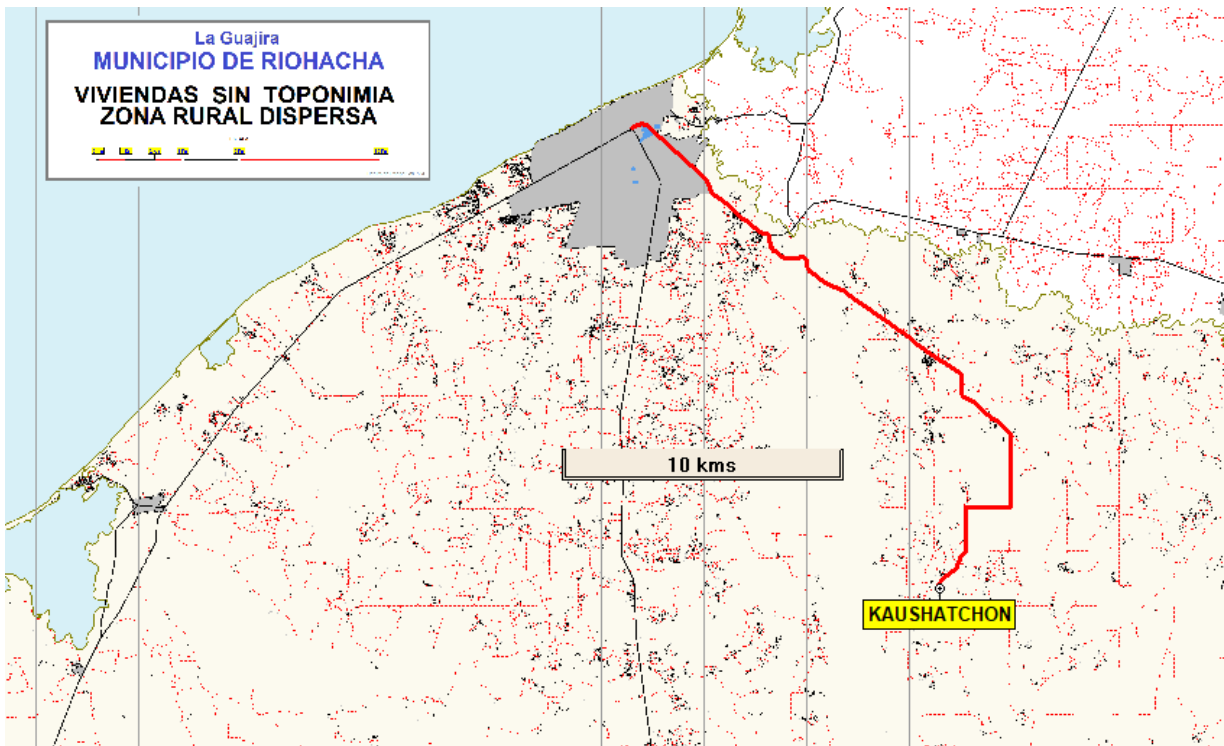 La Guajira
MUNICIPIO DE RIOHACHA
VIVIENDAS SIN TOPONIMIA
ZONA RURAL DISPERSA
10 kms
KAUSHATCHON